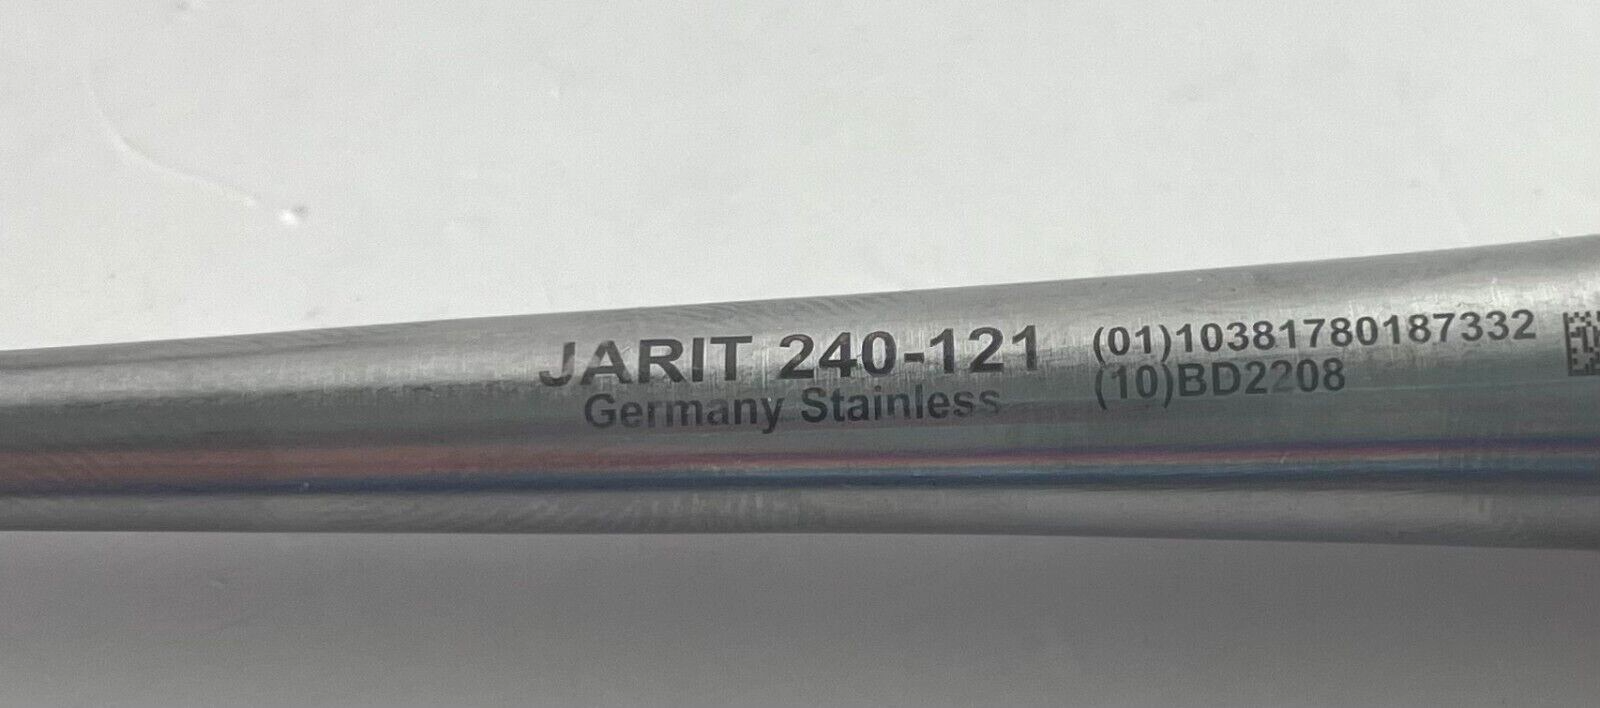 JARIT 240-121
Germany Stainless
(01)10381780187332
(10)BD2208